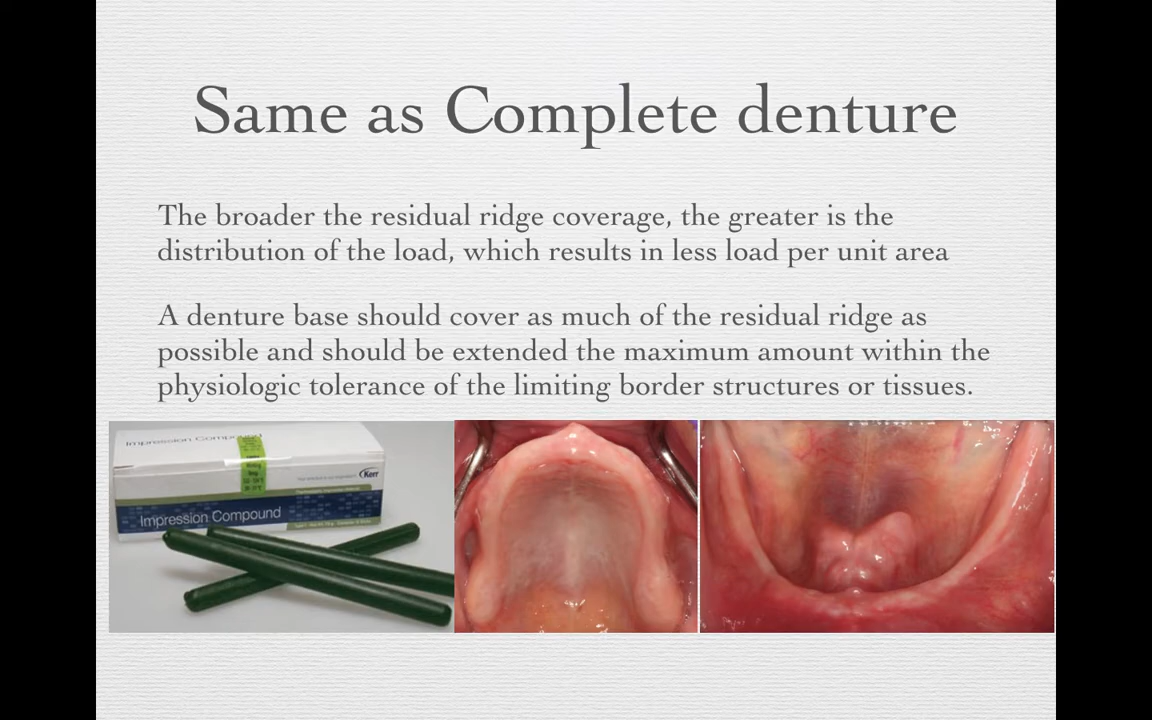 Same as Complete denture
The broader the residual ridge coverage, the greater is the
distribution of the load, which results in less load per unit area
A denture base should cover as much of the residual ridge as
possible and should be extended the maximum amount within the
physiologic tolerance of the limiting border structures or tissues.
Impression Compound
Kerr
Impression Compound